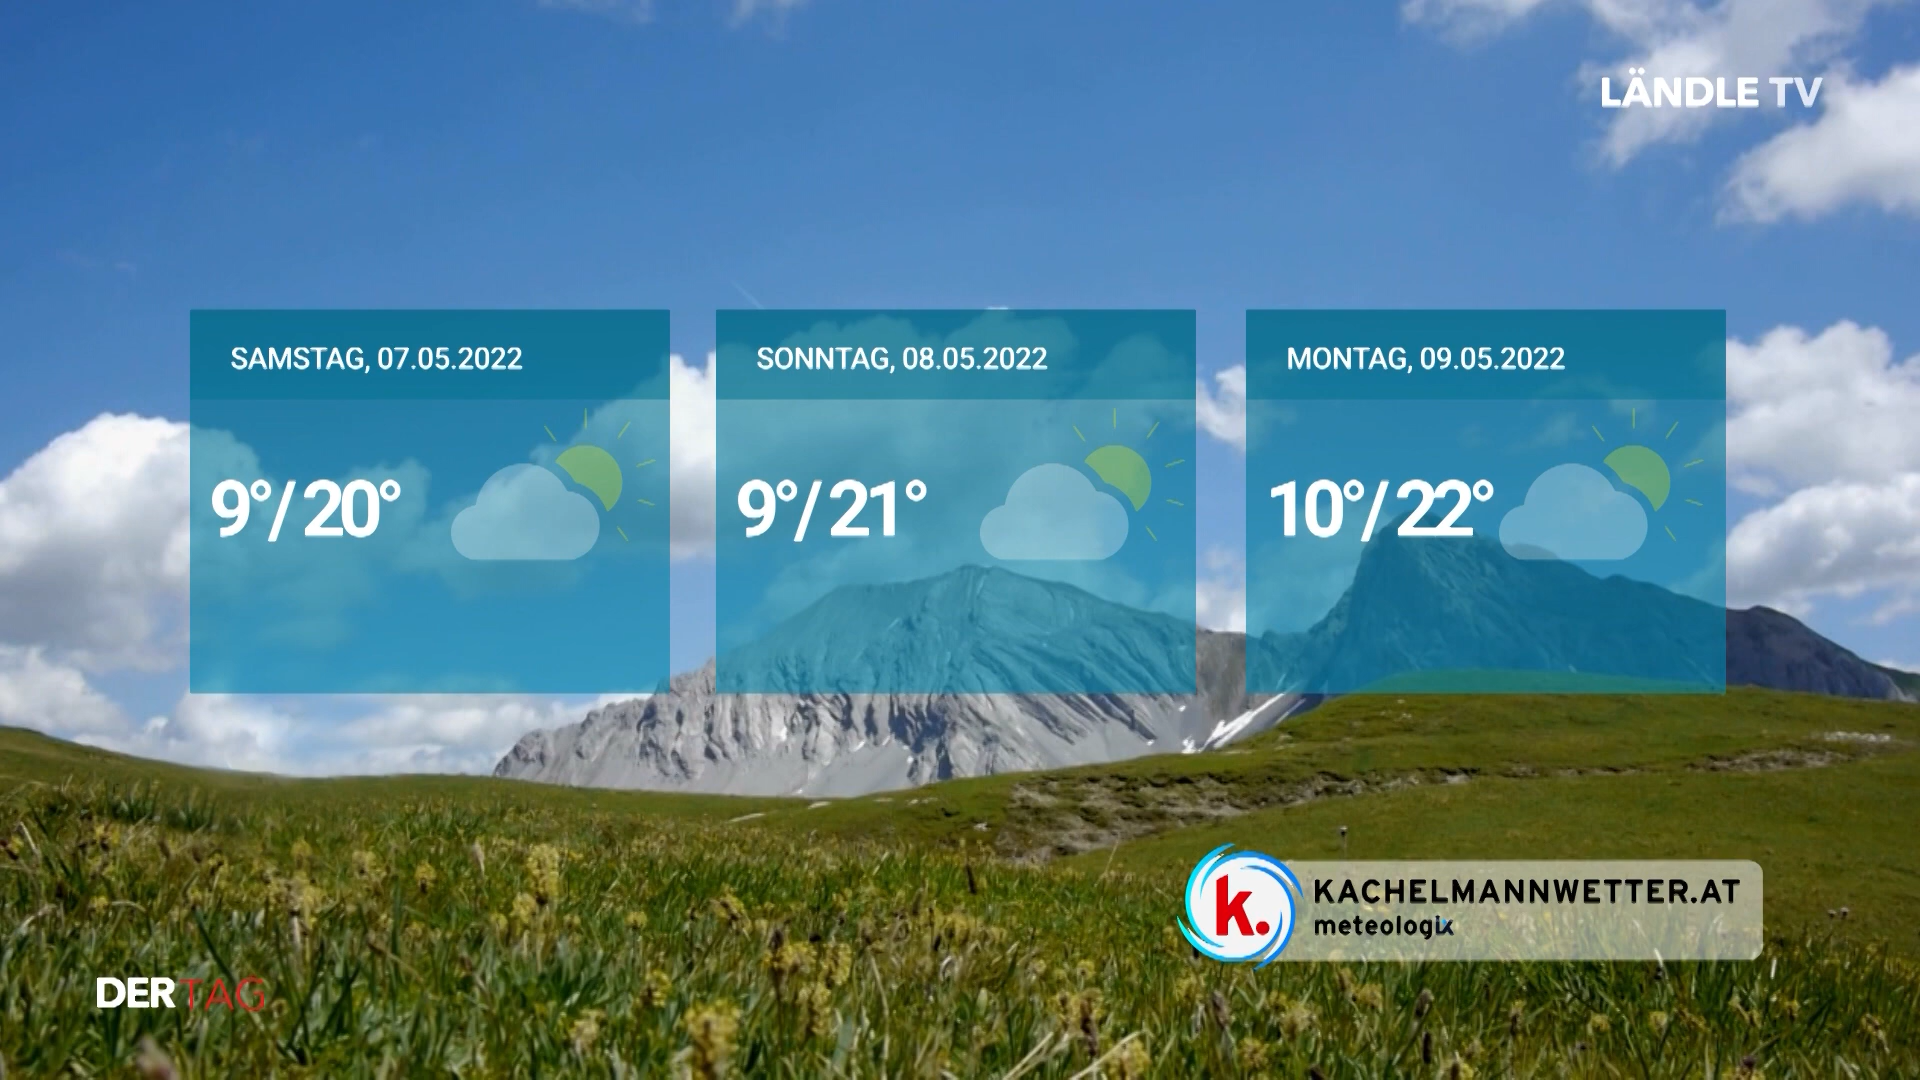 LÄNDLE TV
SAMSTAG, 07.05.2022
9°/20°
SONNTAG, 08.05.2022
9°/21°
MONTAG, 09.05.2022
10°/22°
k.
KACHELMANNWETTER.AT
meteologix
DERTAG